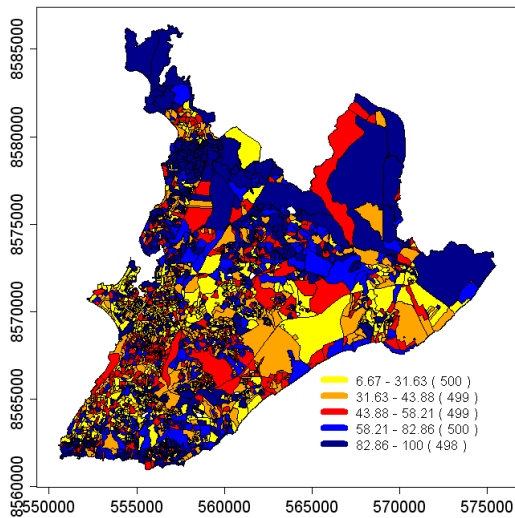 8585000
8580000
8575000
8570000
8565000
8560000
6.67 - 31.63 ( 500 )
31.63 - 43.88 ( 499 )
43.88 - 58.21 ( 499 )
58.21 - 82.86 ( 500 )
82.86 - 100 ( 498 )
550000 555000 560000 565000 570000 575000